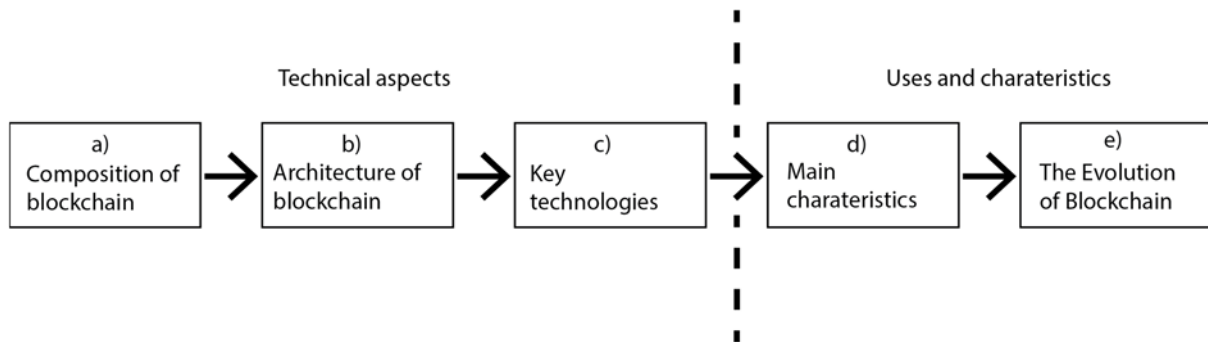 Technical aspects
Uses and charateristics
a)
Composition of
blockchain
b)
Architecture of
blockchain
c)
Key
technologies
d)
Main
charateristics
e)
The Evolution
of Blockchain